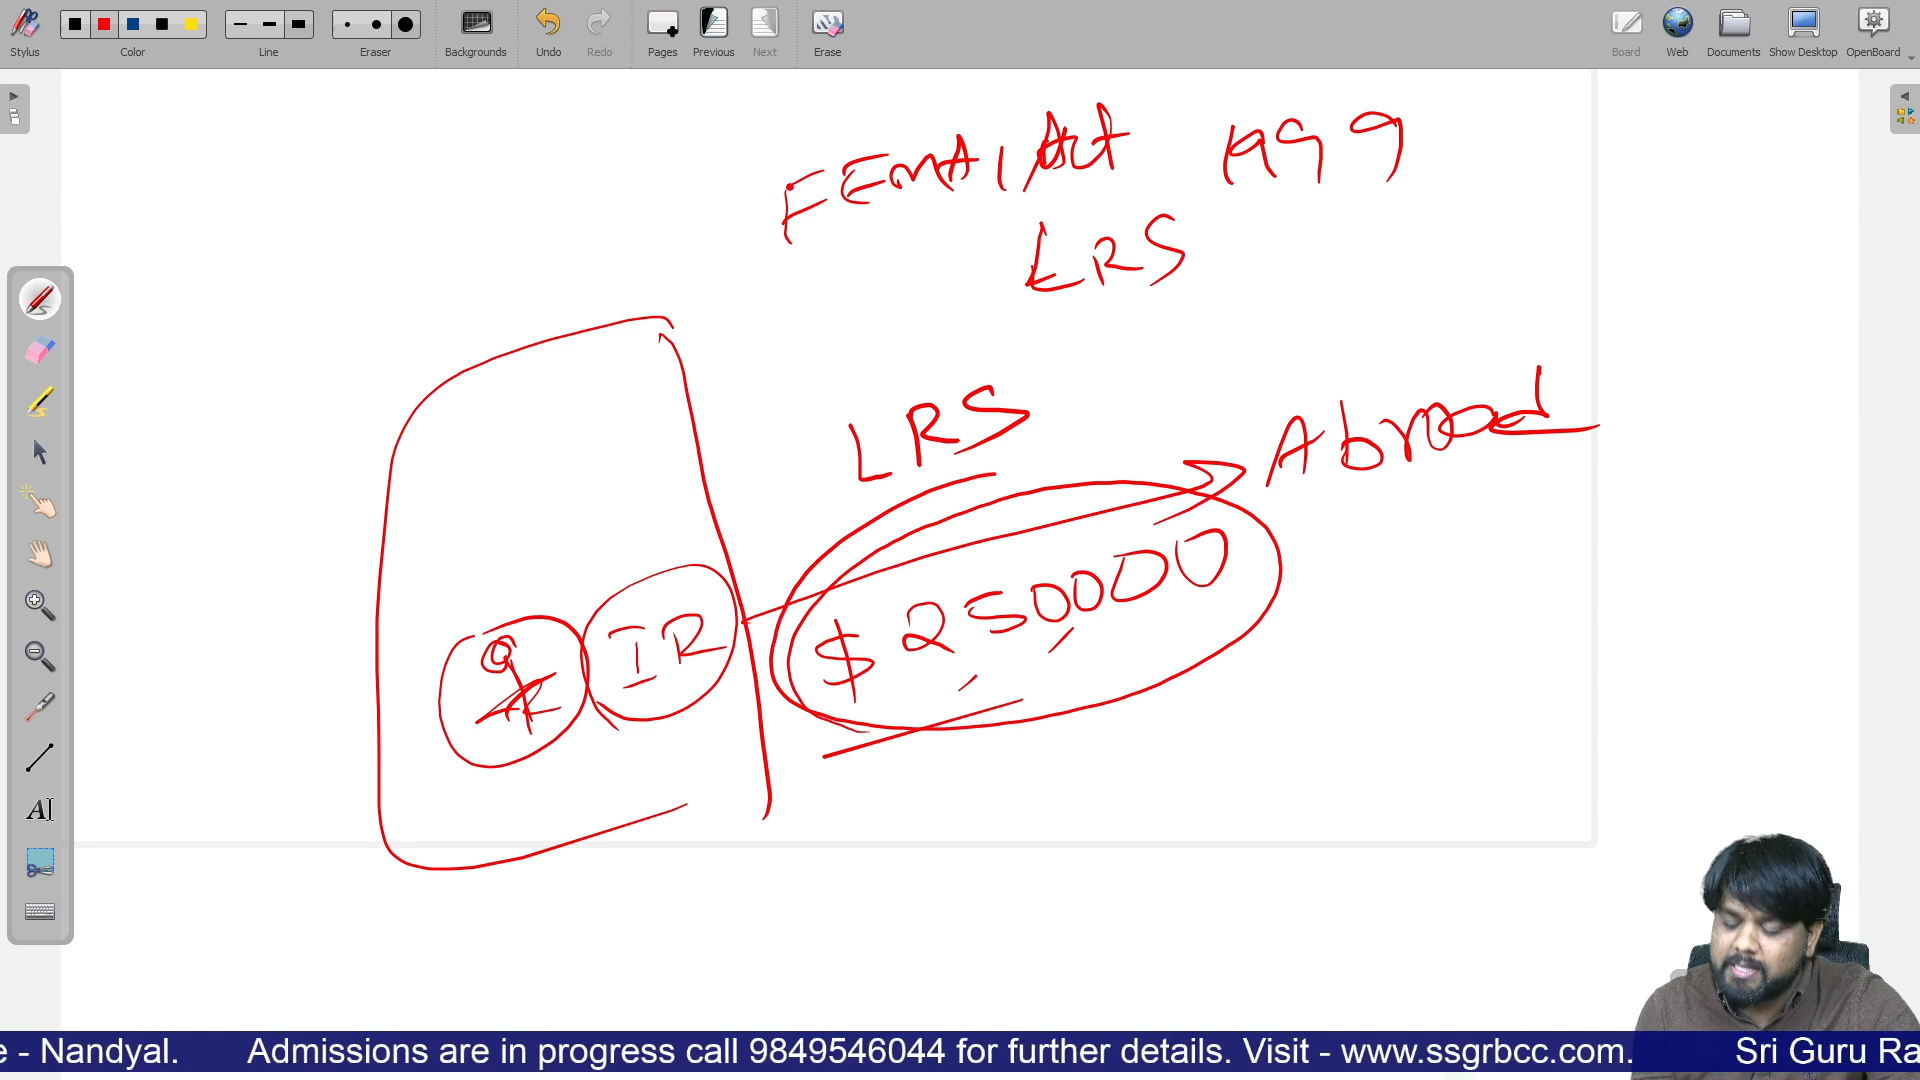 Stylus
Color
Line
Eraser
Backgrounds
Undo
Redo
Pages
Previous
Next
Erase
Board
Web
Documents
Show Desktop
OpenBoard
FEMA, Act 1999
LRS
LRS
Abroad
IR
$ 250000
e - Nandyal. Admissions are in progress call 9849546044 for further details. Visit - www.ssgrbcc.com. Sri Guru Ra